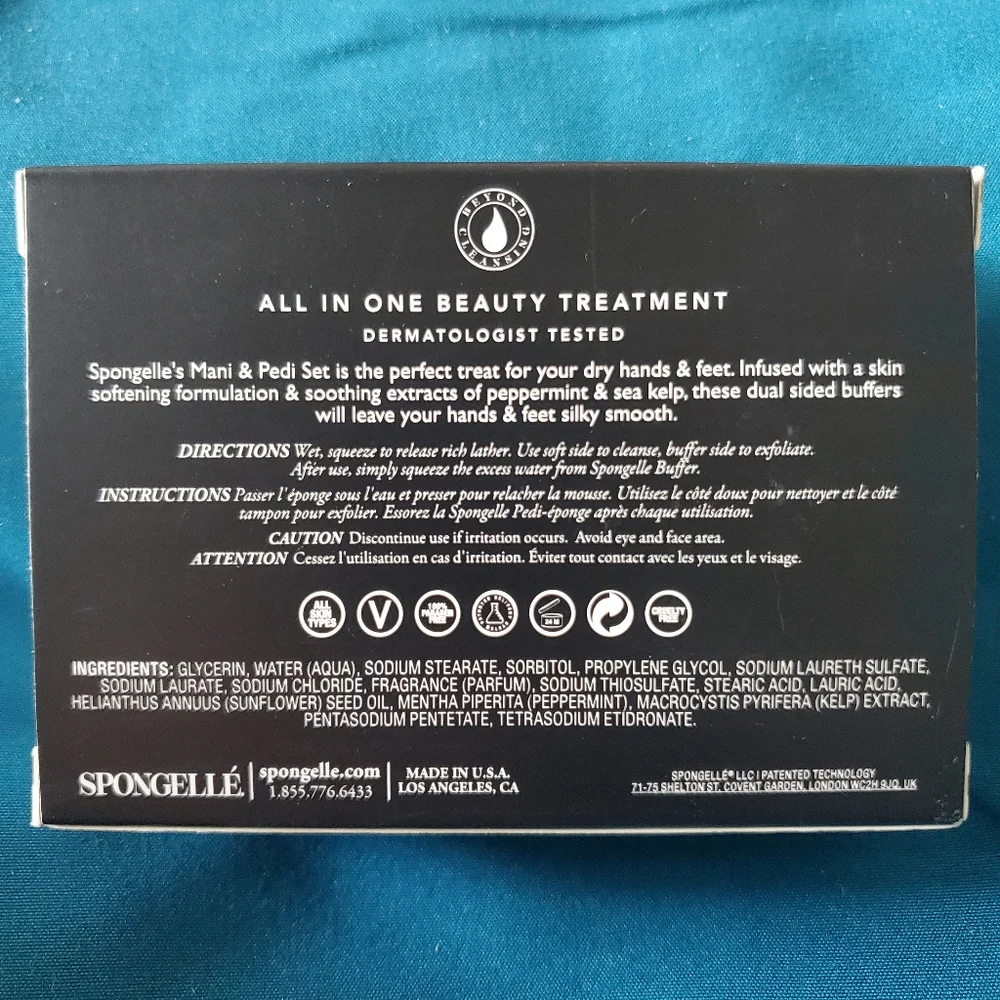 BEYOND CLEANSING
ALL IN ONE BEAUTY TREATMENT
DERMATOLOGIST TESTED
Spongelle's Mani & Pedi Set is the perfect treat for your dry hands & feet. Infused with a skin
softening formulation & soothing extracts of peppermint & sea kelp, these dual sided buffers
will leave your hands & feet silky smooth.
DIRECTIONS Wet, squeeze to release rich lather. Use soft side to cleanse, buffer side to exfoliate.
After use, simply squeeze the excess water from Spongelle Buffer.
INSTRUCTIONS Passer l'éponge sous l'eau et presser pour relacher la mousse. Utilisez le côté doux pour nettoyer et le côté
tampon pour exfolier. Essorez la Spongelle Pedi-éponge après chaque utilisation.
CAUTION Discontinue use if irritation occurs. Avoid eye and face area.
ATTENTION Cessez l'utilisation en cas d'irritation. Éviter tout contact avec les yeux et le visage.
ALL
SKIN
TYPES
V
100%
PARABEN
FREE
24 M
CRUELTY
FREE
INGREDIENTS: GLYCERIN, WATER (AQUA), SODIUM STEARATE, SORBITOL, PROPYLENE GLYCOL, SODIUM LAURETH SULFATE,
SODIUM LAURATE, SODIUM CHLORIDE, FRAGRANCE (PARFUM), SODIUM THIOSULFATE, STEARIC ACID, LAURIC ACID,
HELIANTHUS ANNUUS (SUNFLOWER) SEED OIL, MENTHA PIPERITA (PEPPERMINT), MACROCYSTIS PYRIFERA (KELP) EXTRACT,
PENTASODIUM PENTETATE, TETRASODIUM ETIDRONATE.
SPONGELLÉ
spongelle.com
1.855.776.6433
MADE IN U.S.A.
LOS ANGELES, CA
SPONGELLÉ® LLC | PATENTED TECHNOLOGY
71-75 SHELTON ST. COVENT GARDEN, LONDON WC2H 9JQ, UK